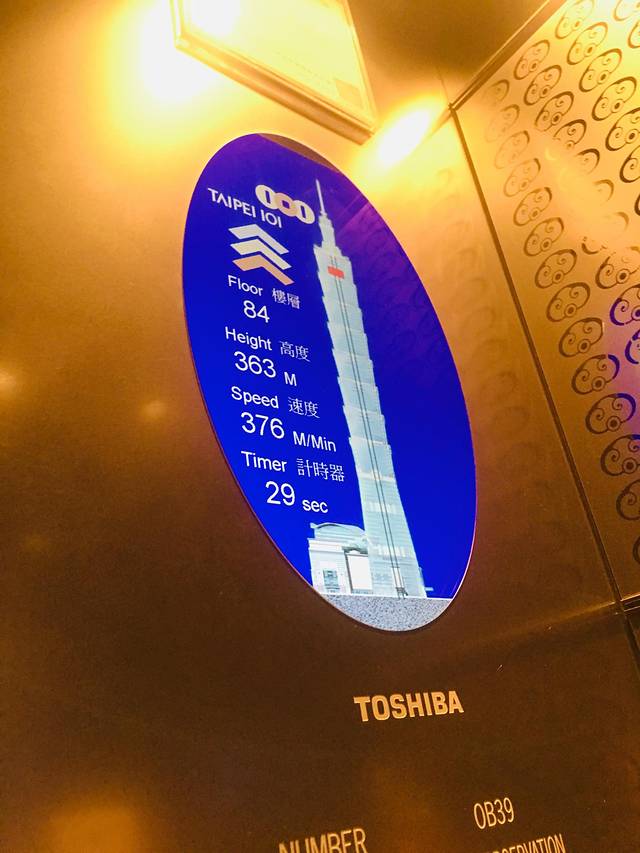 TAIPEI 101
Floor 樓層
84
Height 高度
363 M
Speed 速度
376 M/Min
Timer 計時器
29 sec
TOSHIBA
OB39
NUMBER